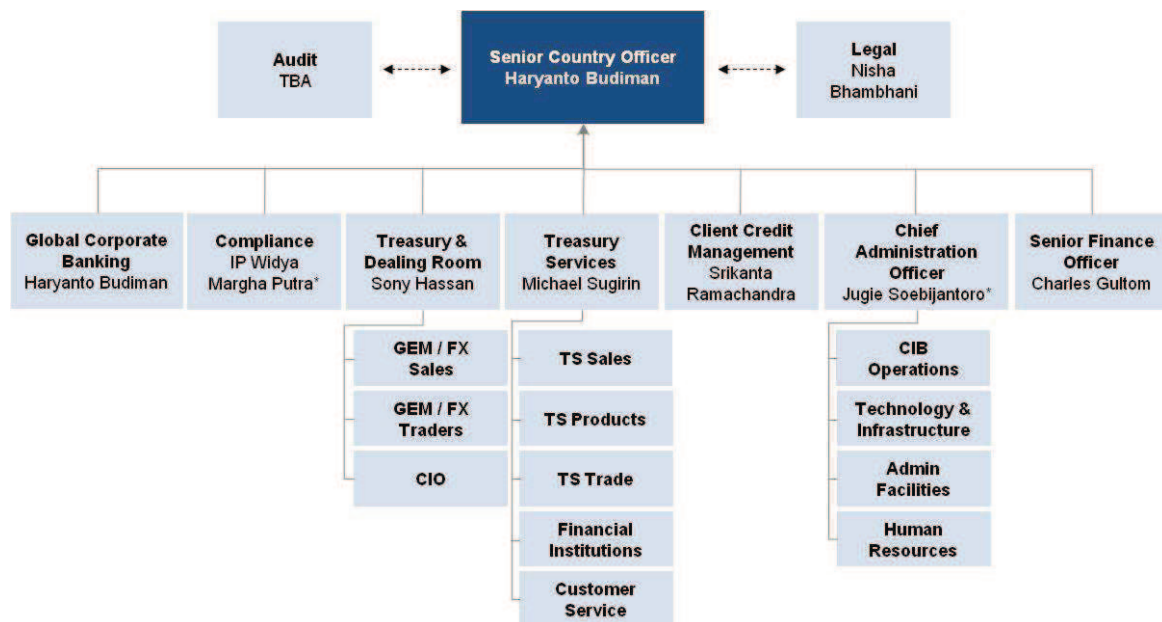 Audit
TBA
Senior Country Officer
Haryanto Budiman
Legal
Nisha
Bhambhani
Global Corporate
Banking
Haryanto Budiman
Compliance
IP Widya
Margha Putra*
Treasury &
Dealing Room
Sony Hassan
Treasury
Services
Michael Sugirin
Client Credit
Management
Srikanta
Ramachandra
Chief
Administration
Officer
Jugie Soebijantoro*
Senior Finance
Officer
Charles Gultom
GEM / FX
Sales
GEM / FX
Traders
CIO
TS Sales
TS Products
TS Trade
Financial
Institutions
Customer
Service
CIB
Operations
Technology &
Infrastructure
Admin
Facilities
Human
Resources